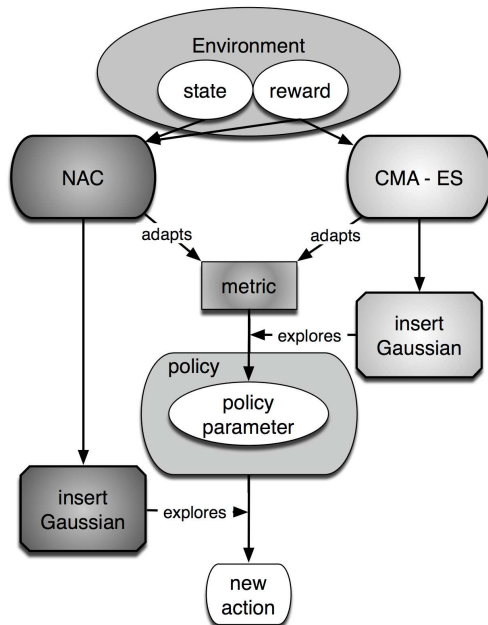 Environment
state
reward
NAC
CMA - ES
adapts
adapts
metric
explores
insert
Gaussian
policy
policy
parameter
insert
Gaussian
explores
new
action